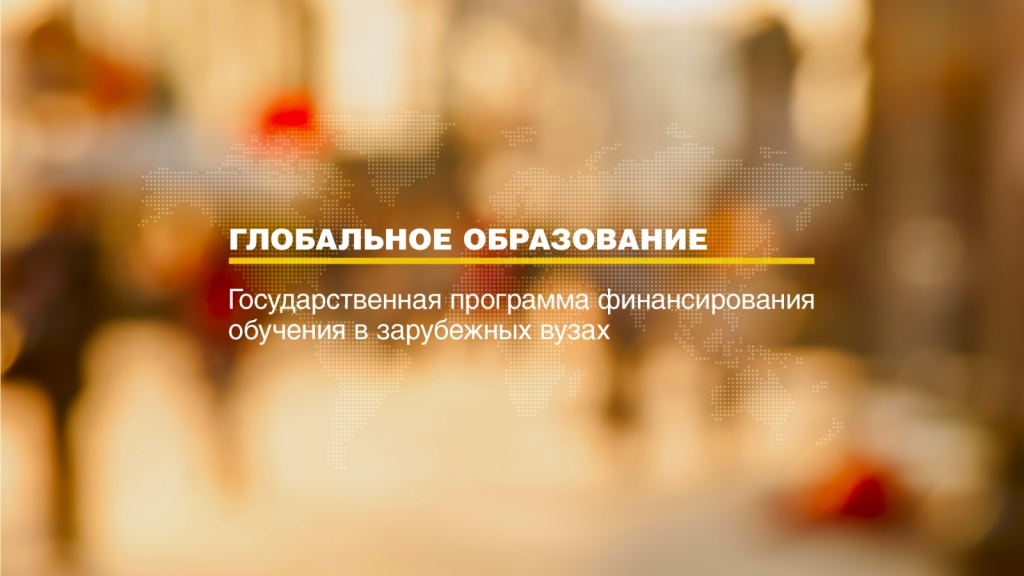 ГЛОБАЛЬНОЕ ОБРАЗОВАНИЕ
Государственная программа финансирования
обучения в зарубежных вузах